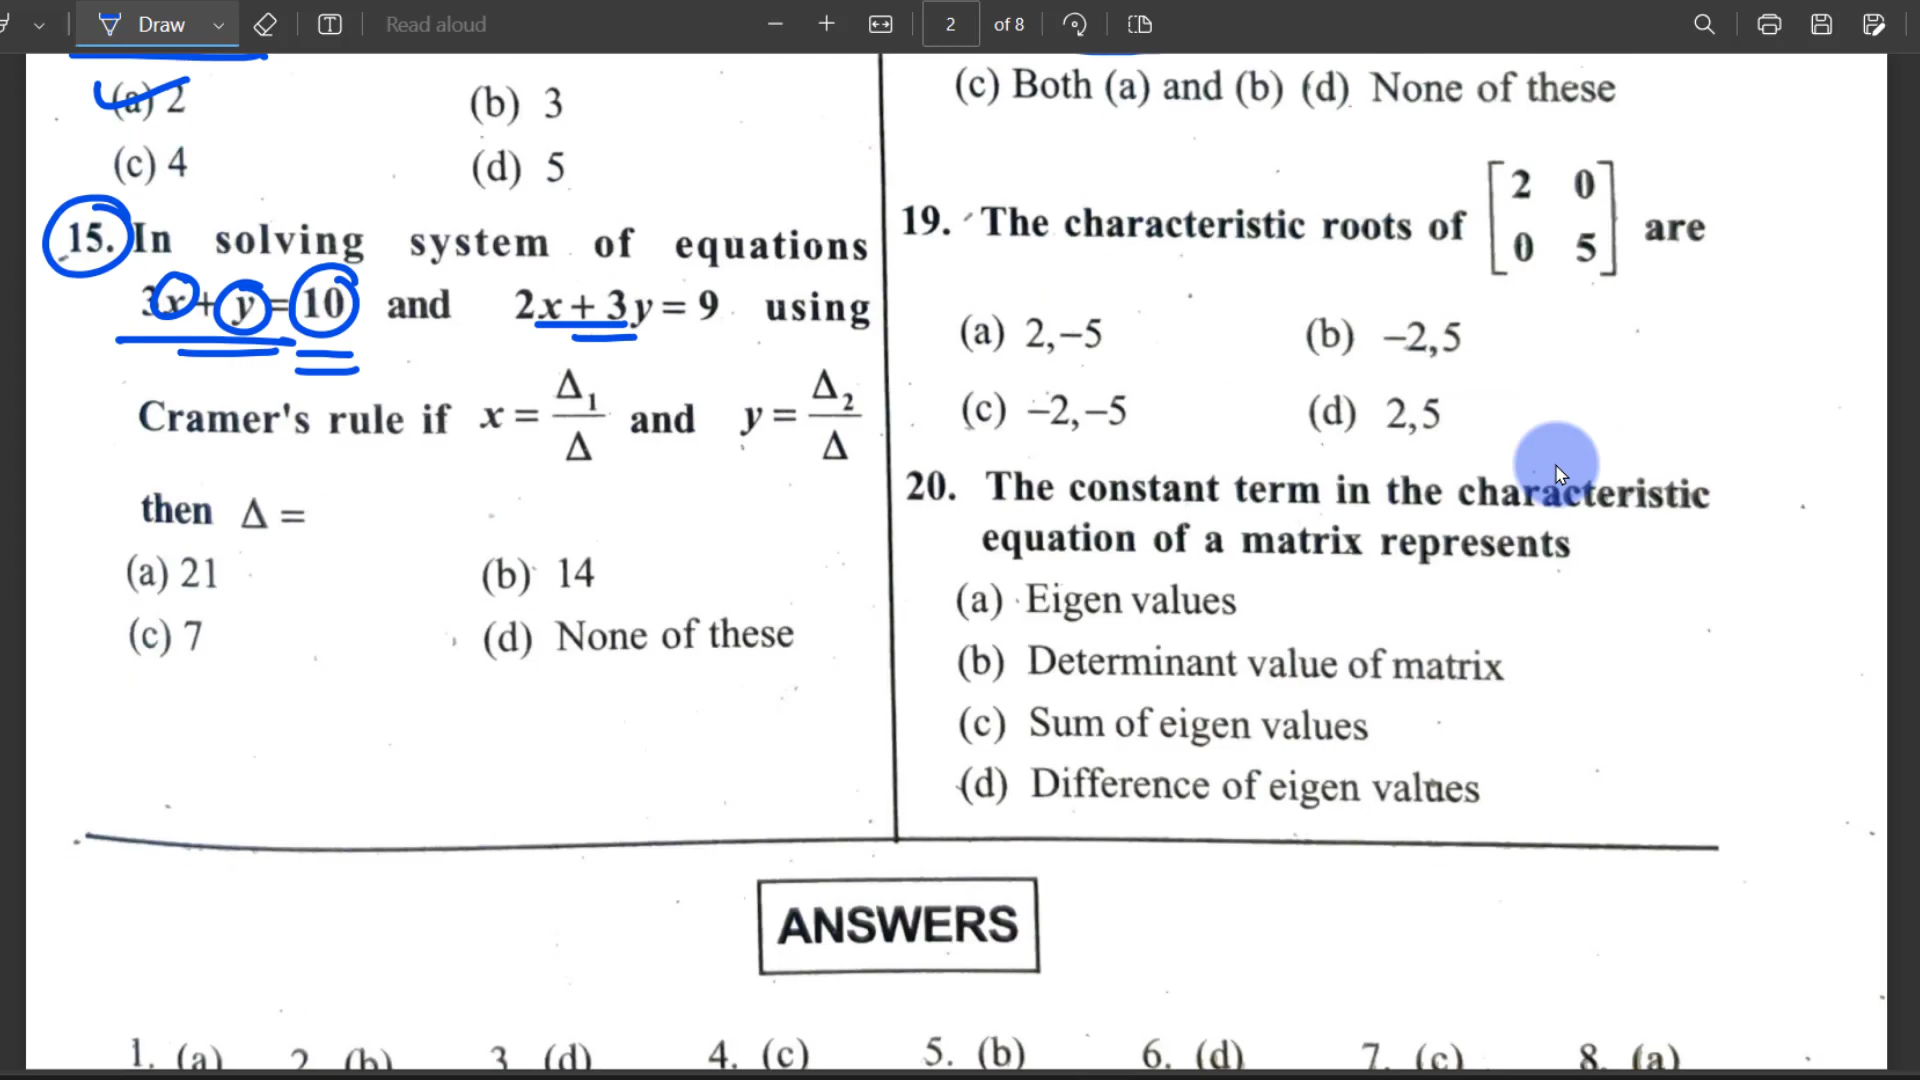 Draw
Read aloud
2 of 8
(a) 2 (b) 3
(c) 4 (d) 5
15. In solving system of equations
3x + y = 10 and 2x + 3y = 9 using
Cramer's rule if x = Δ₁/Δ and y = Δ₂/Δ
then Δ =
(a) 21 (b) 14
(c) 7 (d) None of these
(c) Both (a) and (b) (d) None of these
19. The characteristic roots of [2 0
0 5] are
(a) 2,–5 (b) –2,5
(c) –2,–5 (d) 2,5
20. The constant term in the characteristic
equation of a matrix represents
(a) Eigen values
(b) Determinant value of matrix
(c) Sum of eigen values
(d) Difference of eigen values
ANSWERS
1. (a) 2 (b) 3 (d) 4. (c) 5. (b) 6. (d) 7. (c) 8. (a)